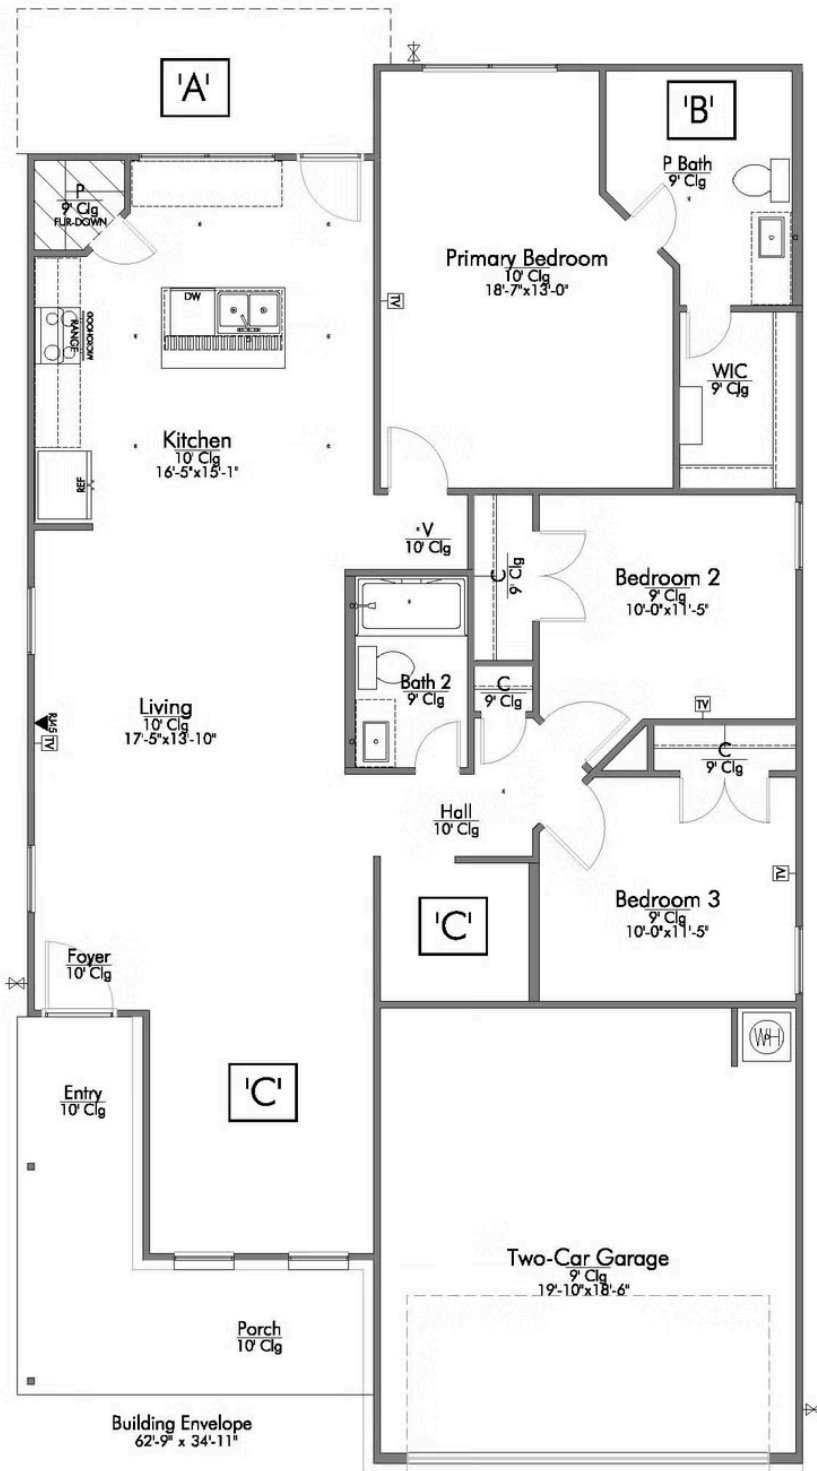 'A'
'B'
P Bath
9' Clg
P
9' Clg
FUR-DOWN
Primary Bedroom
10' Clg
18'-7"x13'-0"
TV
DW
RANGE
MICROHOOD
WIC
9' Clg
Kitchen
10' Clg
16'-5"x15'-1"
REF
V
10' Clg
C
9' Clg
Bedroom 2
9' Clg
10'-0"x11'-5"
TV
Bath 2
9' Clg
C
9' Clg
Living
10' Clg
17'-5"x13'-10"
RJ45
TV
C
9' Clg
Hall
10' Clg
TV
Bedroom 3
9' Clg
10'-0"x11'-5"
'C'
Foyer
10' Clg
WH
Entry
10' Clg
'C'
Two-Car Garage
9' Clg
19'-10"x18'-6"
Porch
10' Clg
Building Envelope
62'-9" x 34'-11"